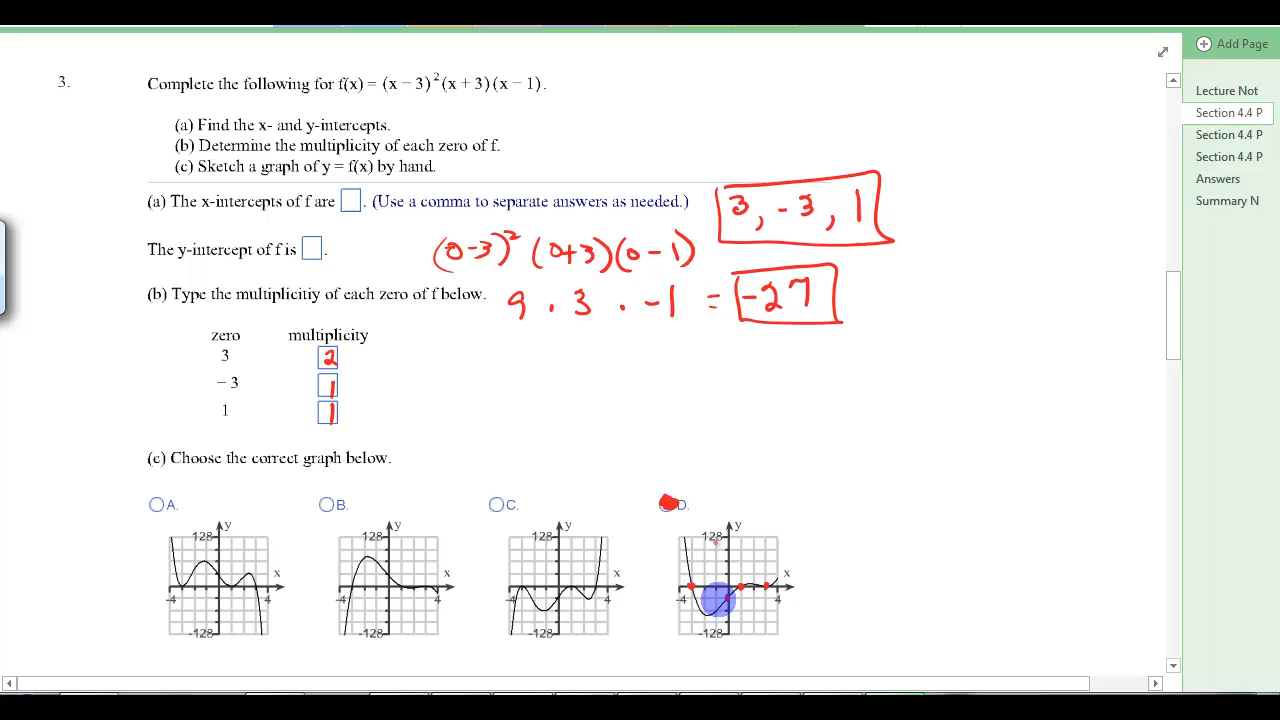 Add Page
Lecture Not
Section 4.4 P
Section 4.4 P
Section 4.4 P
Answers
Summary N
3.
Complete the following for f(x) = (x − 3)² (x + 3) (x − 1).
(a) Find the x- and y-intercepts.
(b) Determine the multiplicity of each zero of f.
(c) Sketch a graph of y = f(x) by hand.
(a) The x-intercepts of f are . (Use a comma to separate answers as needed.)
3, -3, 1
The y-intercept of f is .
(0-3)² (0+3)(0-1)
(b) Type the multiplicitiy of each zero of f below.
9 · 3 · -1 = -27
zero multiplicity
3 2
− 3 1
1 1
(c) Choose the correct graph below.
A. B. C. D.
y y y y
128 128 128 128
x x x x
-4 4 -4 4 -4 4 -4 4
-128 -128 -128 -128